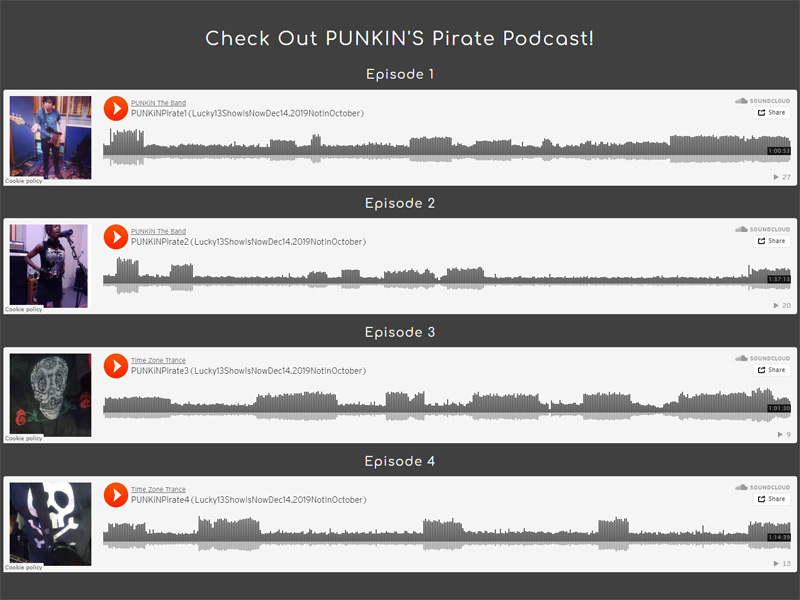 Check Out PUNKIN'S Pirate Podcast!
Episode 1
PUNKiN The Band
PUNKiNPirate1 (Lucky13ShowIsNowDec14.2019NotInOctober)
SOUNDCLOUD
Share
1:00:53
27
Cookie policy
Episode 2
PUNKiN The Band
PUNKiNPirate2 (Lucky13ShowIsNowDec14.2019NotInOctober)
SOUNDCLOUD
Share
1:37:11
20
Cookie policy
Episode 3
Time Zone Trance
PUNKiNPirate3 (Lucky13ShowIsNowDec14.2019NotInOctober)
SOUNDCLOUD
Share
1:01:30
9
Cookie policy
Episode 4
Time Zone Trance
PUNKiNPirate4 (Lucky13ShowIsNowDec14.2019NotInOctober)
SOUNDCLOUD
Share
1:14:39
13
Cookie policy